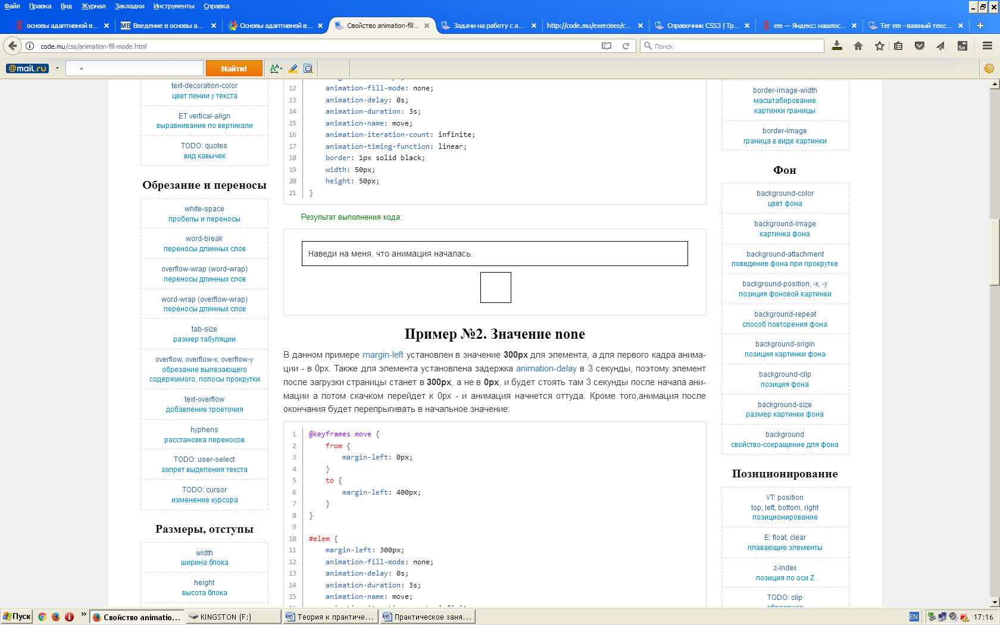 Файл Правка Вид Журнал Закладки Инструменты Справка
основы адаптивной в...
Введение в основы а...
Основы адаптивной в...
Свойство animation-fill...
Задачи на работу с а...
http://code.mu/exercises/c...
Справочник CSS3 | Тр...
em — Яндекс: нашлос...
Тег em - важный текс...
code.mu/css/animation-fill-mode.html
Поиск
@mail.ru
Найти!
text-decoration-color
цвет линии у текста
ET vertical-align
выравнивание по вертикали
TODO: quotes
вид кавычек
Обрезание и переносы
white-space
пробелы и переносы
word-break
переносы длинных слов
overflow-wrap (word-wrap)
переносы длинных слов
word-wrap (overflow-wrap)
переносы длинных слов
tab-size
размер табуляции
overflow, overflow-x, overflow-y
обрезание вылезающего
содержимого, полосы прокрутки
text-overflow
добавление троеточия
hyphens
расстановка переносов
TODO: user-select
запрет выделения текста
TODO: cursor
изменение курсора
Размеры, отступы
width
ширина блока
height
высота блока
12 animation-fill-mode: none;
13 animation-delay: 0s;
14 animation-duration: 3s;
15 animation-name: move;
16 animation-iteration-count: infinite;
17 animation-timing-function: linear;
18 border: 1px solid black;
19 width: 50px;
20 height: 50px;
21 }
Результат выполнения кода:
Наведи на меня, что анимация началась.
Пример №2. Значение none
В данном примере margin-left установлен в значение 300px для элемента, а для первого кадра анима-
ции - в 0px. Также для элемента установлена задержка animation-delay в 3 секунды, поэтому элемент
после загрузки страницы станет в 300px, а не в 0px, и будет стоять там 3 секунды после начала ани-
мации а потом скачком перейдет к 0px - и анимация начнется оттуда. Кроме того,анимация после
окончания будет перепрыгивать в начальное значение:
1 @keyframes move {
2 from {
3 margin-left: 0px;
4 }
5 to {
6 margin-left: 400px;
7 }
8 }
9
10 #elem {
11 margin-left: 300px;
12 animation-fill-mode: none;
13 animation-delay: 0s;
14 animation-duration: 3s;
15 animation-name: move;
border-image-width
масштабирование
картинки границы
border-image
граница в виде картинки
Фон
background-color
цвет фона
background-image
картинка фона
background-attachment
поведение фона при прокрутке
background-position, -x, -y
позиция фоновой картинки
background-repeat
способ повторения фона
background-origin
позиция картинки фона
background-clip
позиция фона
background-size
размер картинки фона
background
свойство-сокращение для фона
Позиционирование
VT: position
top, left, bottom, right
позиционирование
E: float, clear
плавающие элементы
z-index
позиция по оси Z
TODO: clip
Пуск
Свойство animatio...
KINGSTON (F:)
Теория к практиче...
Практическое заня...
EN
17:16